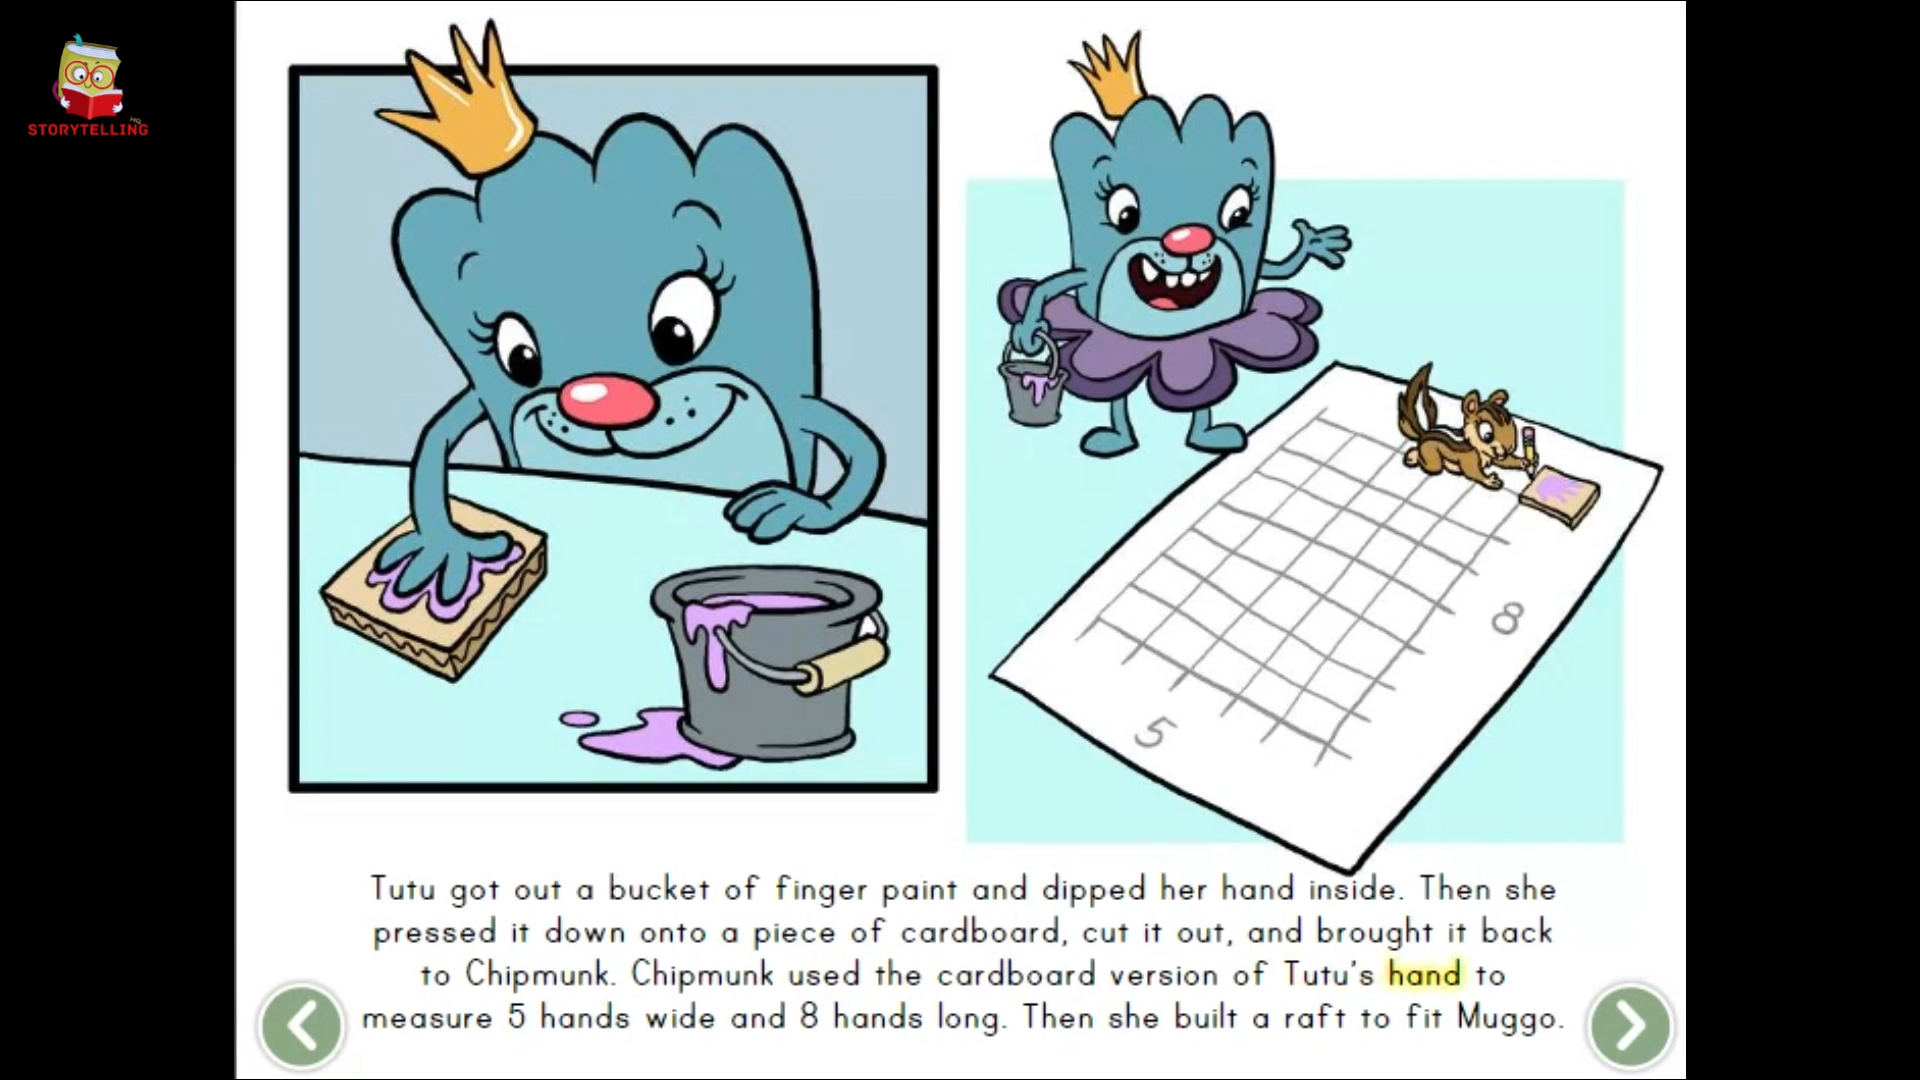 HQ
STORYTELLING
8
5
Tutu got out a bucket of finger paint and dipped her hand inside. Then she
pressed it down onto a piece of cardboard, cut it out, and brought it back
to Chipmunk. Chipmunk used the cardboard version of Tutu's hand to
measure 5 hands wide and 8 hands long. Then she built a raft to fit Muggo.